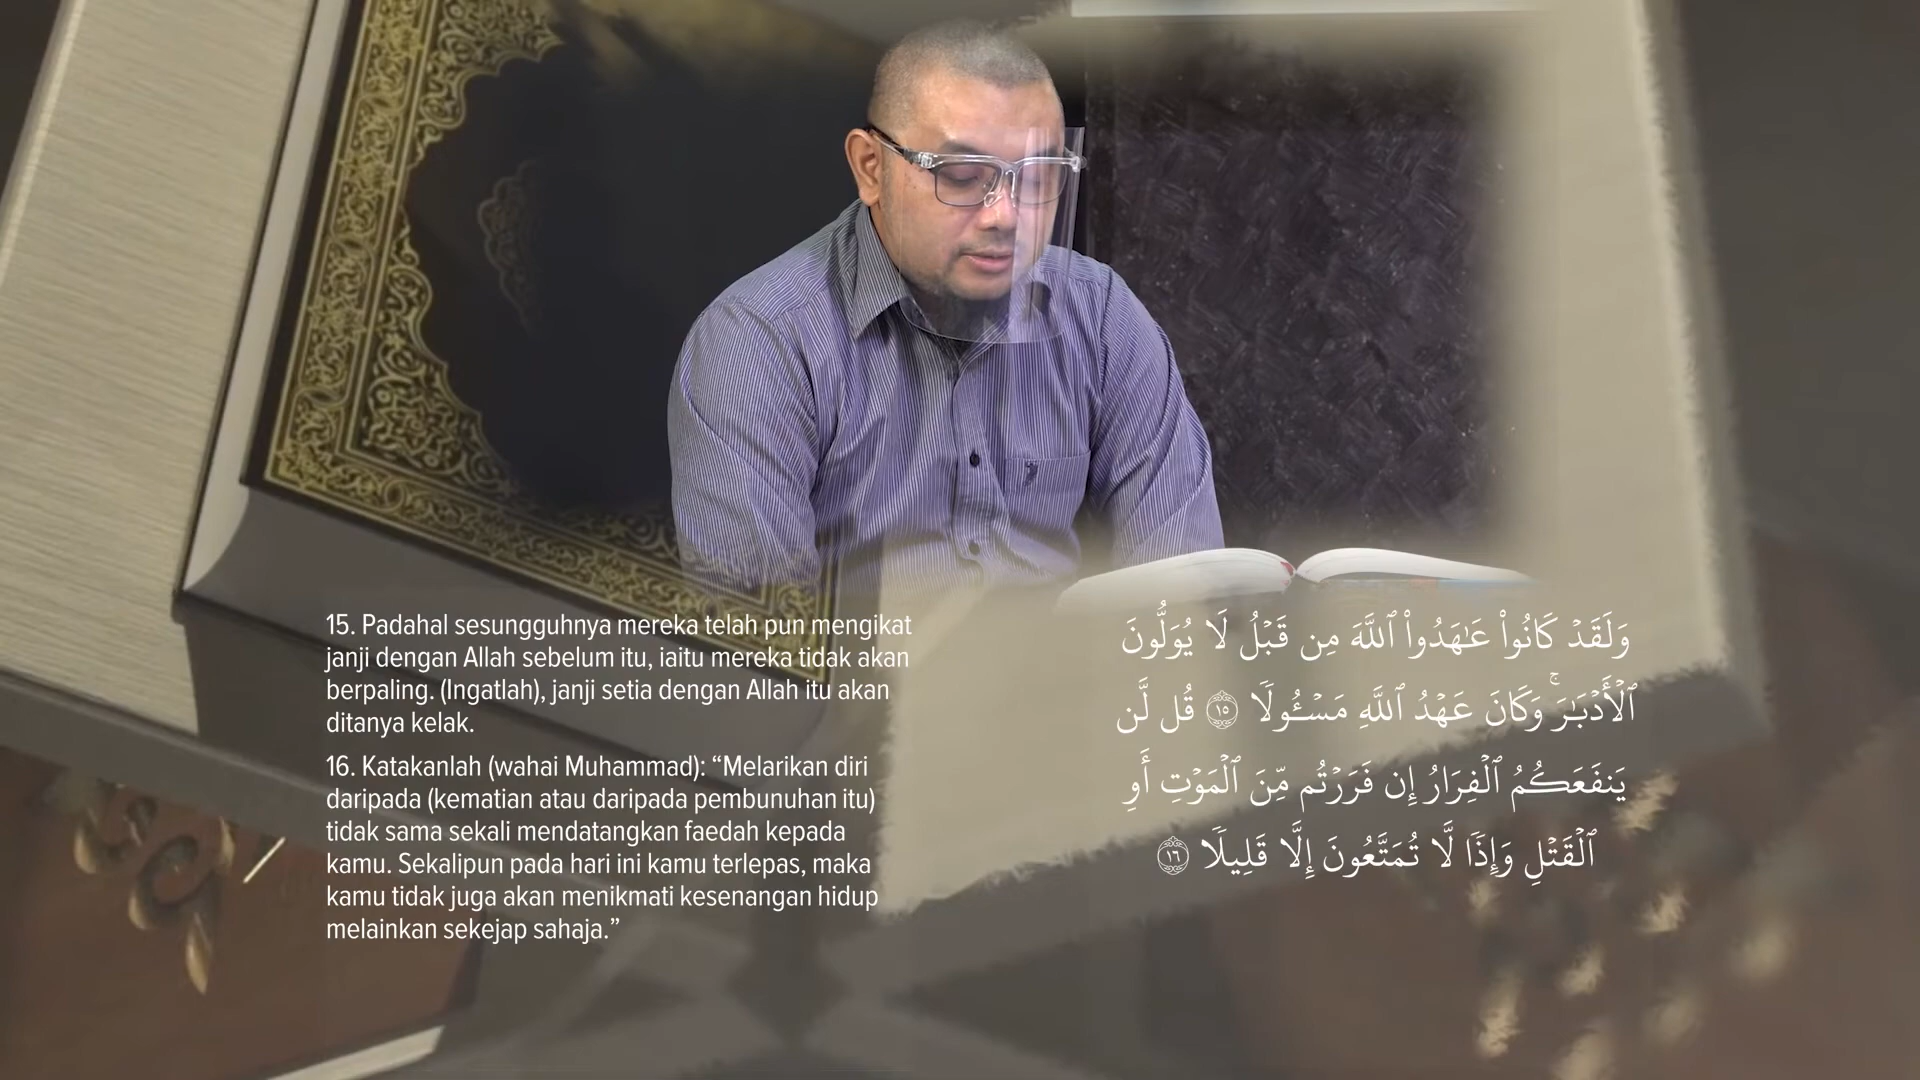 15. Padahal sesungguhnya mereka telah pun mengikat
janji dengan Allah sebelum itu, iaitu mereka tidak akan
berpaling. (Ingatlah), janji setia dengan Allah itu akan
ditanya kelak.
16. Katakanlah (wahai Muhammad): “Melarikan diri
daripada (kematian atau daripada pembunuhan itu)
tidak sama sekali mendatangkan faedah kepada
kamu. Sekalipun pada hari ini kamu terlepas, maka
kamu tidak juga akan menikmati kesenangan hidup
melainkan sekejap sahaja.”
وَلَقَدْ كَانُوا۟ عَـٰهَدُوا۟ ٱللَّهَ مِن قَبْلُ لَا يُوَلُّونَ
ٱلْأَدْبَـٰرَ ۚ وَكَانَ عَهْدُ ٱللَّهِ مَسْـُٔولًا ١٥ قُل لَّن
يَنفَعَكُمُ ٱلْفِرَارُ إِن فَرَرْتُم مِّنَ ٱلْمَوْتِ أَوِ
ٱلْقَتْلِ وَإِذًا لَّا تُمَتَّعُونَ إِلَّا قَلِيلًا ١٦